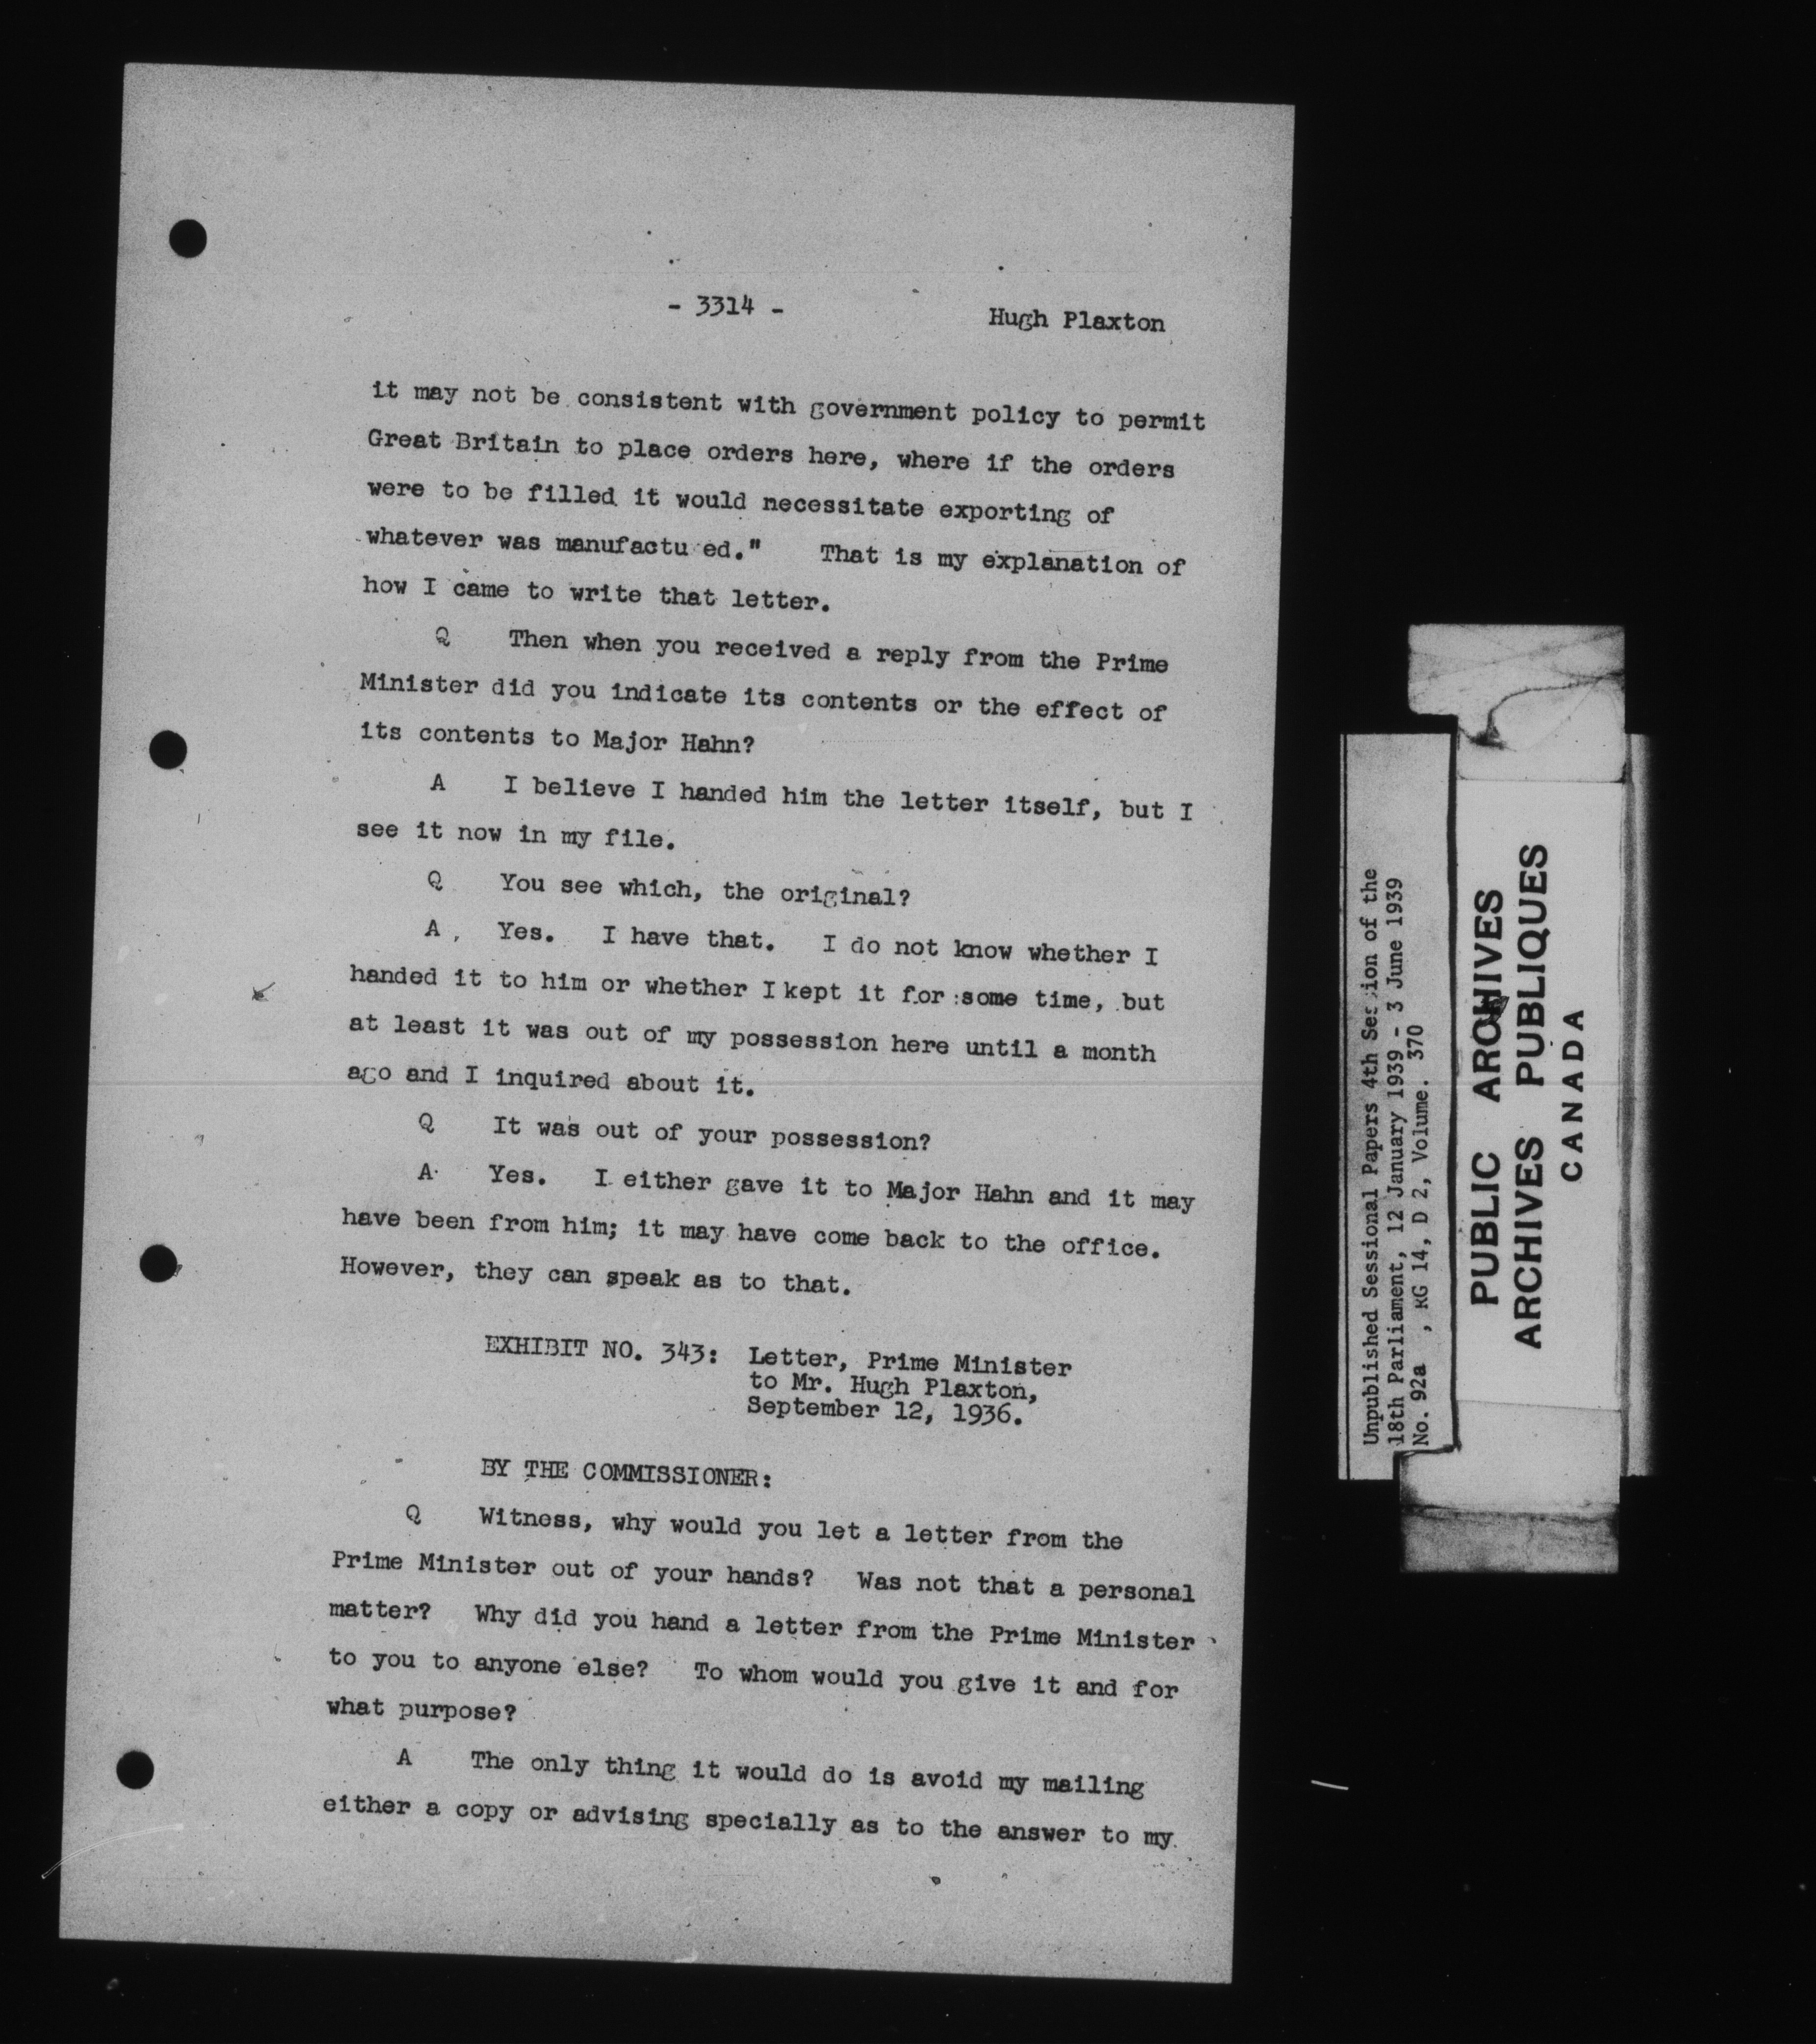 - 3314 -
Hugh Plaxton
it may not be consistent with government policy to permit
Great Britain to place orders here, where if the orders
were to be filled it would necessitate exporting of
whatever was manufactu ed."    That is my explanation of
how I came to write that letter.
Q    Then when you received a reply from the Prime
Minister did you indicate its contents or the effect of
its contents to Major Hahn?
A    I believe I handed him the letter itself, but I
see it now in my file.
Q    You see which, the original?
A    Yes.   I have that.   I do not know whether I
handed it to him or whether I kept it for some time, but
at least it was out of my possession here until a month
ago and I inquired about it.
Q    It was out of your possession?
A    Yes.   I either gave it to Major Hahn and it may
have been from him; it may have come back to the office.
However, they can speak as to that.
EXHIBIT NO. 343:  Letter, Prime Minister
to Mr. Hugh Plaxton,
September 12, 1936.
BY THE COMMISSIONER:
Q    Witness, why would you let a letter from the
Prime Minister out of your hands?   Was not that a personal
matter?   Why did you hand a letter from the Prime Minister
to you to anyone else?   To whom would you give it and for
what purpose?
A    The only thing it would do is avoid my mailing
either a copy or advising specially as to the answer to my
Unpublished Sessional Papers 4th Session of the
18th Parliament, 12 January 1939 - 3 June 1939
No. 92a , RG 14, D 2, Volume. 370
PUBLIC ARCHIVES
ARCHIVES PUBLIQUES
CANADA